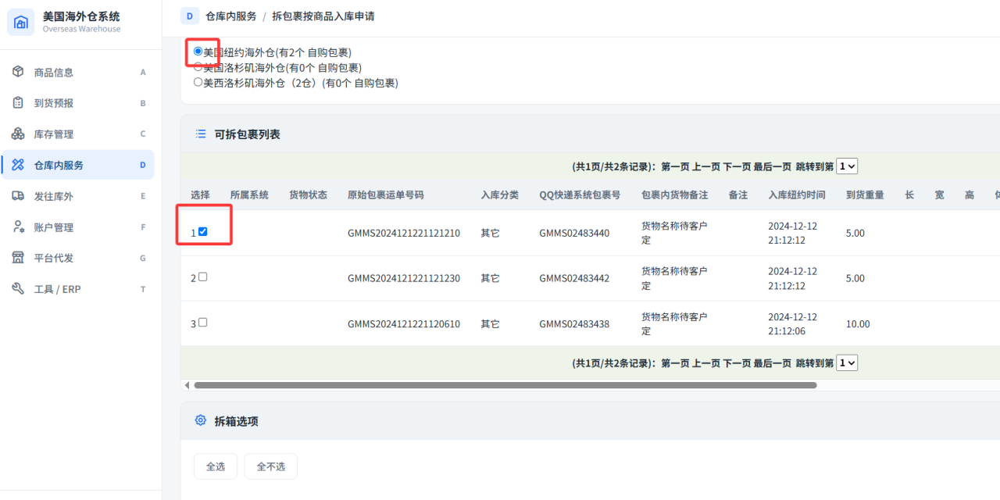 美国海外仓系统
Overseas Warehouse
商品信息 A
到货预报 B
库存管理 C
仓库内服务 D
发往库外 E
账户管理 F
平台代发 G
工具 / ERP T
D 仓库内服务 / 拆包裹按商品入库申请
美国纽约海外仓(有2个 自购包裹)
美国洛杉矶海外仓(有0个 自购包裹)
美西洛杉矶海外仓（2仓）(有0个 自购包裹)
可拆包裹列表
(共1页/共2条记录): 第一页 上一页 下一页 最后一页 跳转到第 1
选择 所属系统 货物状态 原始包裹运单号码 入库分类 QQ快递系统包裹号 包裹内货物备注 备注 入库纽约时间 到货重量 长 宽 高
1 GMMS2024121221121210 其它 GMMS02483440 货物名称待客户定 2024-12-12 21:12:12 5.00
2 GMMS2024121221121230 其它 GMMS02483442 货物名称待客户定 2024-12-12 21:12:12 5.00
3 GMMS2024121221120610 其它 GMMS02483438 货物名称待客户定 2024-12-12 21:12:06 10.00
(共1页/共2条记录): 第一页 上一页 下一页 最后一页 跳转到第 1
拆箱选项
全选 全不选